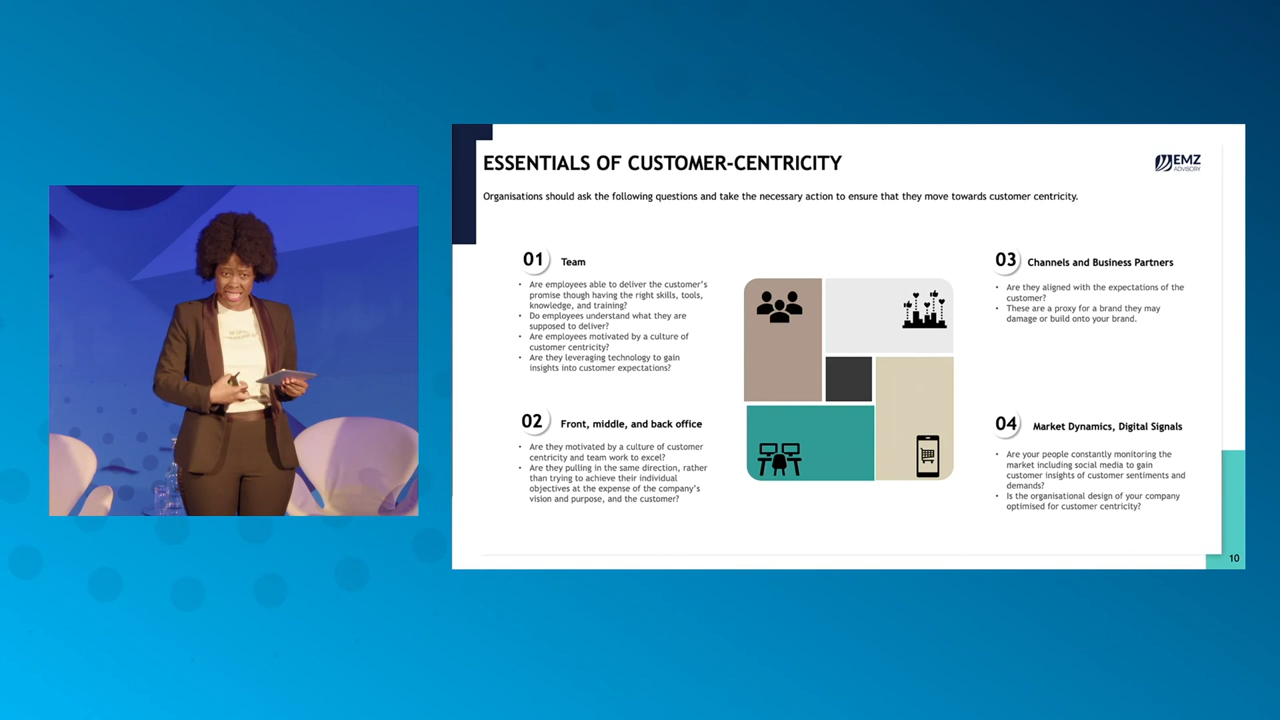 ESSENTIALS OF CUSTOMER-CENTRICITY
EMZ
ADVISORY
Organisations should ask the following questions and take the necessary action to ensure that they move towards customer centricity.
01 Team
• Are employees able to deliver the customer's
promise though having the right skills, tools,
knowledge, and training?
• Do employees understand what they are
supposed to deliver?
• Are employees motivated by a culture of
customer centricity?
• Are they leveraging technology to gain
insights into customer expectations?
02 Front, middle, and back office
• Are they motivated by a culture of customer
centricity and team work to excel?
• Are they pulling in the same direction, rather
than trying to achieve their individual
objectives at the expense of the company's
vision and purpose, and the customer?
03 Channels and Business Partners
• Are they aligned with the expectations of the
customer?
• These are a proxy for a brand they may
damage or build onto your brand.
04 Market Dynamics, Digital Signals
• Are your people constantly monitoring the
market including social media to gain
customer insights of customer sentiments and
demands?
• Is the organisational design of your company
optimised for customer centricity?
10